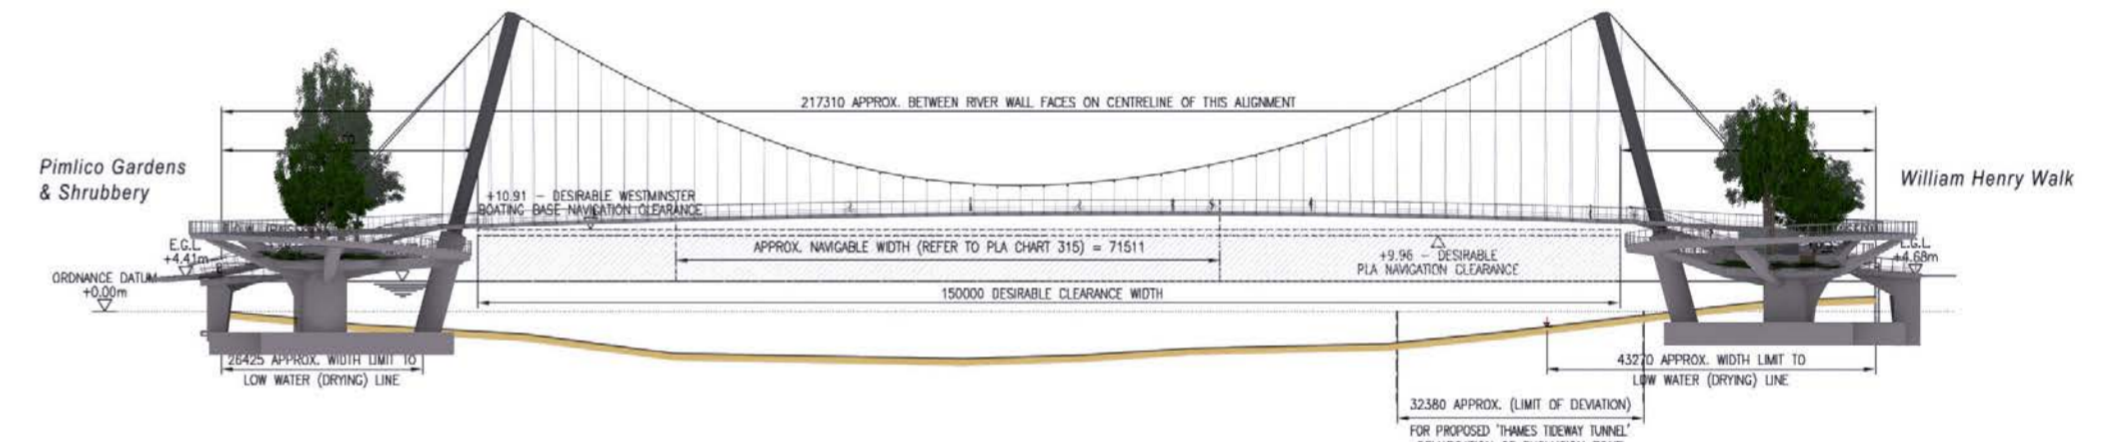 217310 APPROX. BETWEEN RIVER WALL FACES ON CENTRELINE OF THIS ALIGNMENT
Pimlico Gardens
& Shrubbery
William Henry Walk
+10.91 - DESIRABLE WESTMINSTER
BOATING BASE NAVIGATION CLEARANCE
APPROX. NAVIGABLE WIDTH (REFER TO PLA CHART 315) = 71511
+9.96 - DESIRABLE
PLA NAVIGATION CLEARANCE
E.G.L
+4.41m
E.G.L
+4.68m
ORDNANCE DATUM
+0.00m
150000 DESIRABLE CLEARANCE WIDTH
26425 APPROX. WIDTH LIMIT TO
LOW WATER (DRYING) LINE
43270 APPROX. WIDTH LIMIT TO
LOW WATER (DRYING) LINE
32380 APPROX. (LIMIT OF DEVIATION)
FOR PROPOSED 'THAMES TIDEWAY TUNNEL'